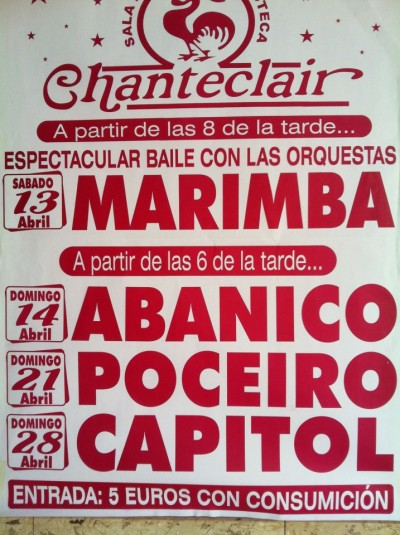 SALA
TECA
Chanteclair
A partir de las 8 de la tarde...
ESPECTACULAR BAILE CON LAS ORQUESTAS
SABADO 13 Abril MARIMBA
A partir de las 6 de la tarde...
DOMINGO 14 Abril ABANICO
DOMINGO 21 Abril POCEIRO
DOMINGO 28 Abril CAPITOL
ENTRADA: 5 EUROS CON CONSUMICIÓN